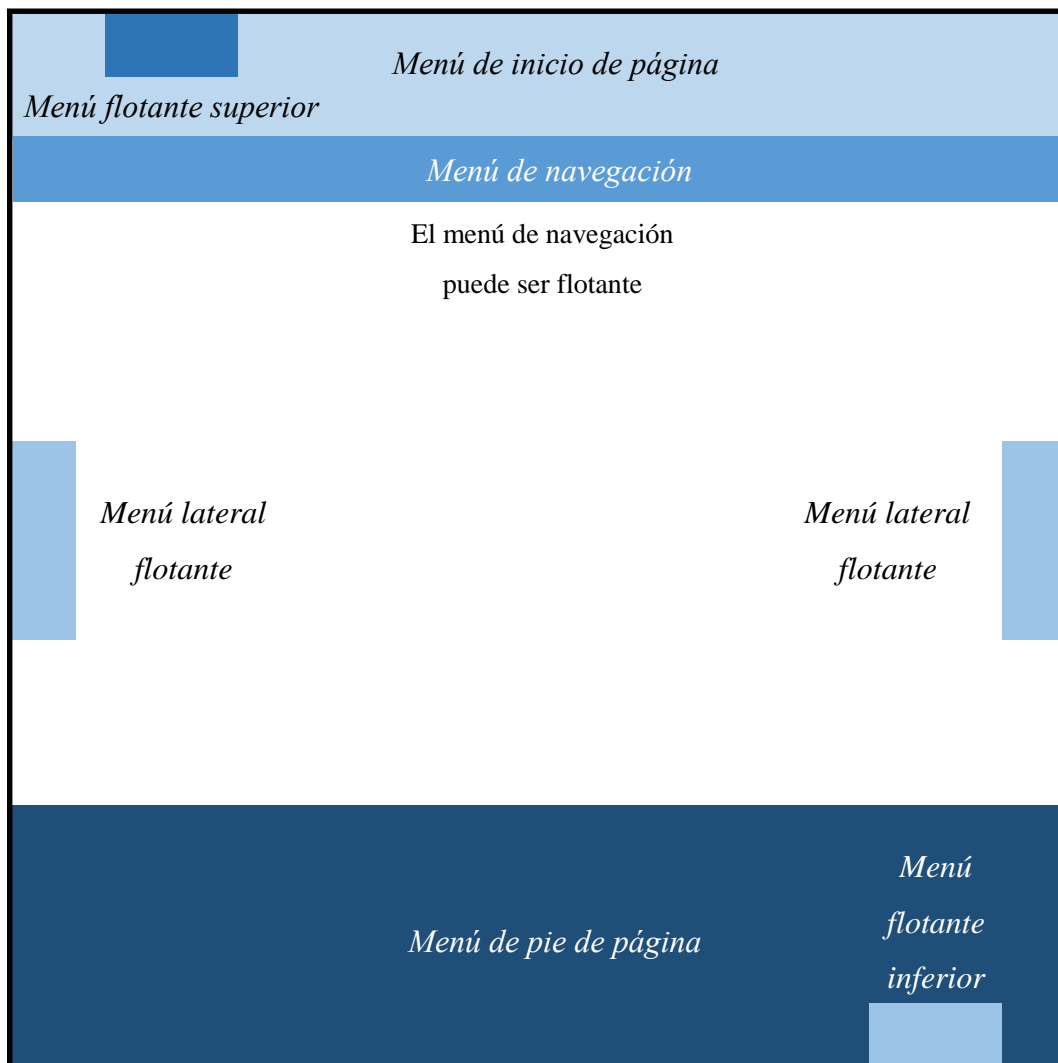 Menú de inicio de página
Menú flotante superior
Menú de navegación
El menú de navegación
puede ser flotante
Menú lateral
flotante
Menú lateral
flotante
Menú de pie de página
Menú
flotante
inferior